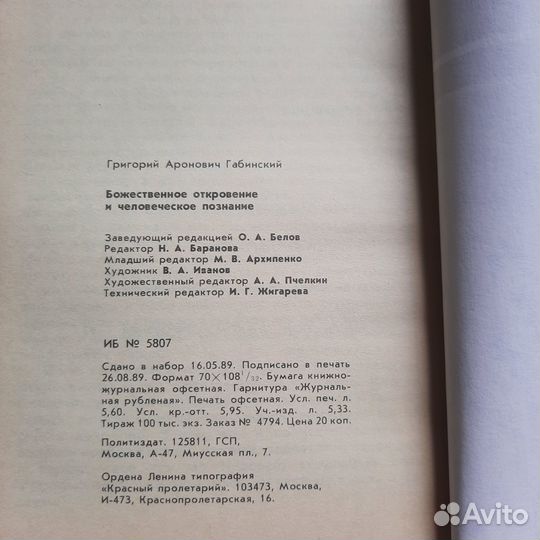 Григорий Аронович Габинский
Божественное откровение
и человеческое познание
Заведующий редакцией О. А. Белов
Редактор Н. А. Баранова
Младший редактор М. В. Архипенко
Художник В. А. Иванов
Художественный редактор А. А. Пчелкин
Технический редактор И. Г. Жигарева
ИБ № 5807
Сдано в набор 16.05.89. Подписано в печать
26.08.89. Формат 70×108¹/₃₂. Бумага книжно-
журнальная офсетная. Гарнитура «Журналь-
ная рубленая». Печать офсетная. Усл. печ. л.
5,60. Усл. кр.-отт. 5,95. Уч.-изд. л. 5,33.
Тираж 100 тыс. экз. Заказ № 4794. Цена 20 коп.
Политиздат. 125811, ГСП,
Москва, А-47, Миусская пл., 7.
Ордена Ленина типография
«Красный пролетарий». 103473, Москва,
И-473, Краснопролетарская, 16.
Avito